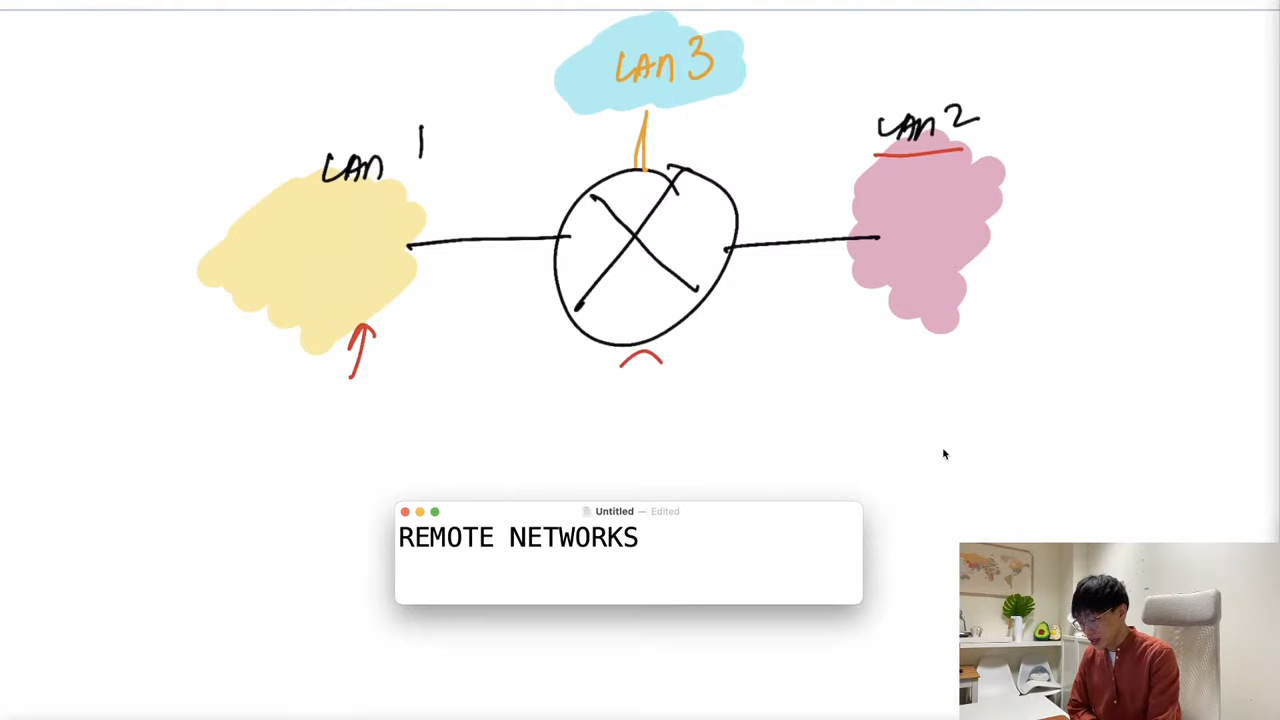 LAN 3
LAN 2
LAN 1
Untitled — Edited
REMOTE NETWORKS